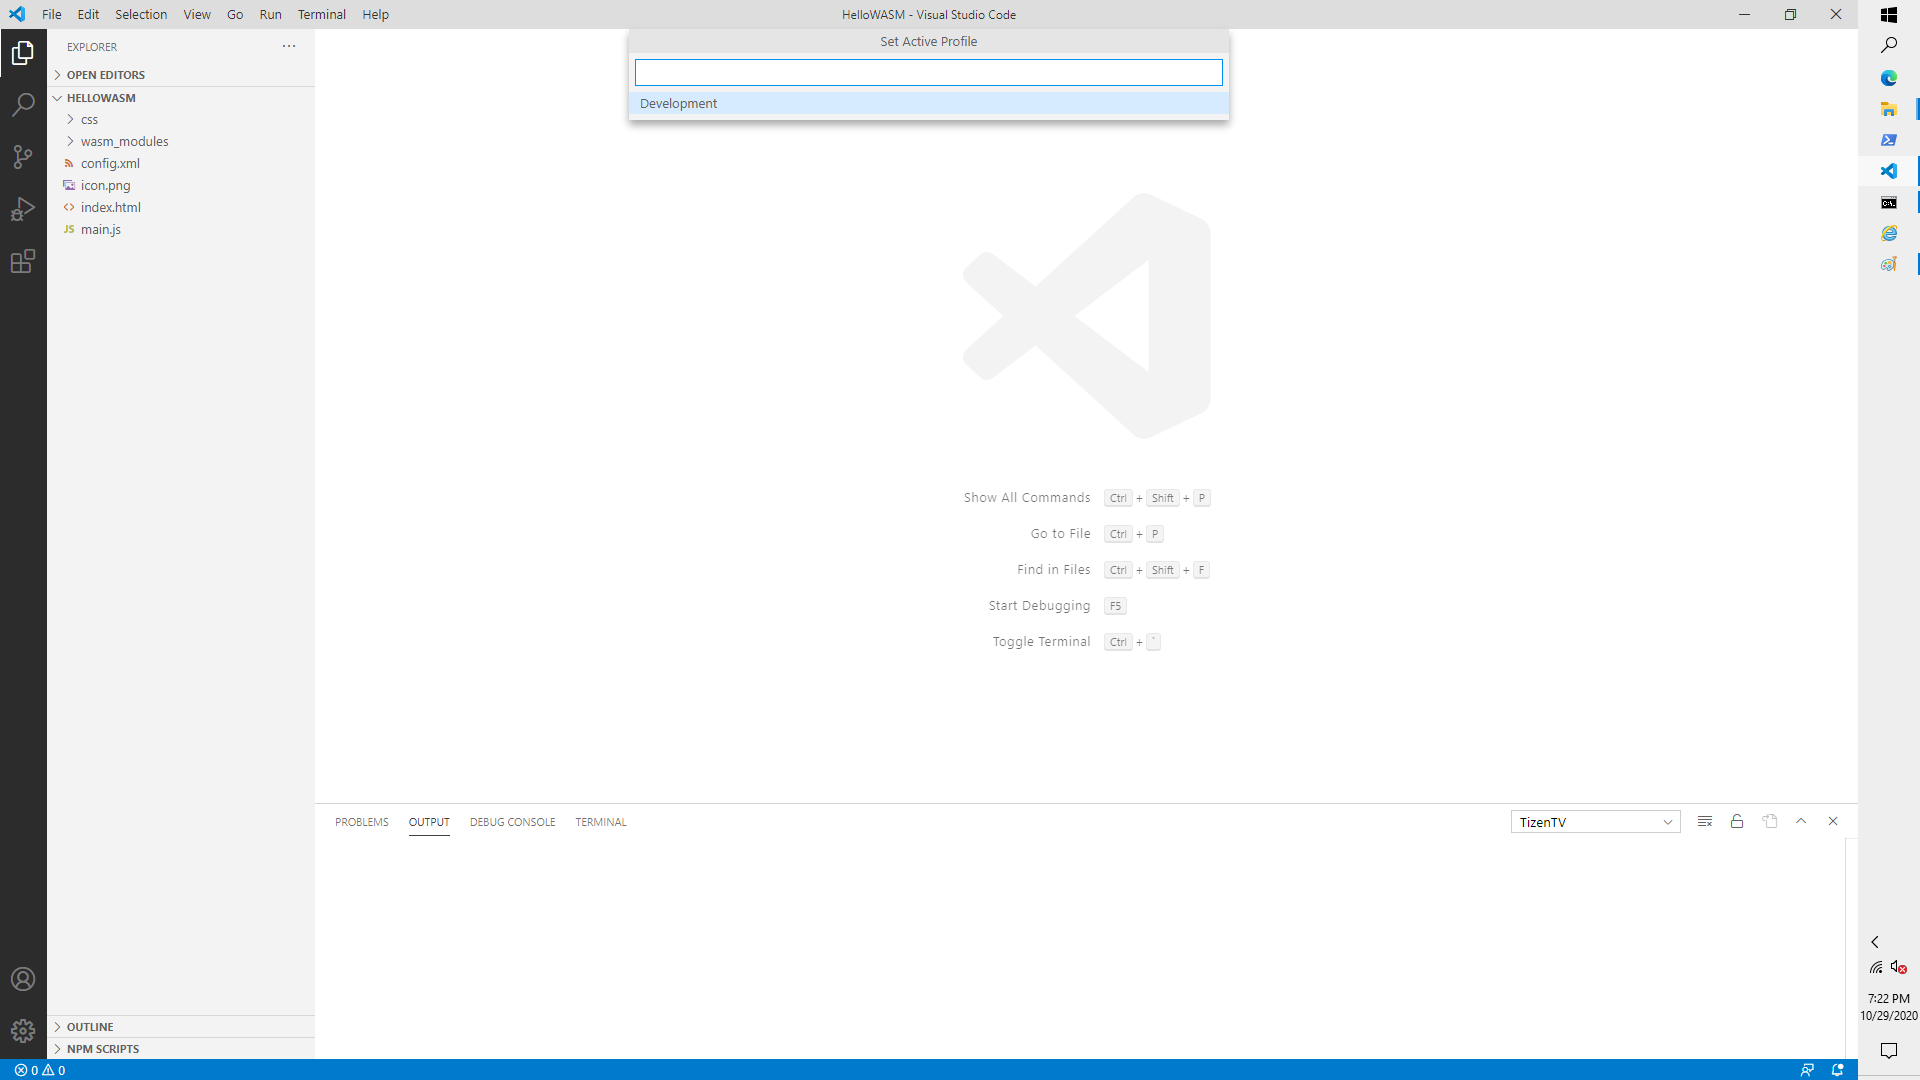 File Edit Selection View Go Run Terminal Help
HelloWASM - Visual Studio Code
EXPLORER
OPEN EDITORS
HELLOWASM
css
wasm_modules
config.xml
icon.png
index.html
JS main.js
OUTLINE
NPM SCRIPTS
Set Active Profile
Development
Show All Commands Ctrl + Shift + P
Go to File Ctrl + P
Find in Files Ctrl + Shift + F
Start Debugging F5
Toggle Terminal Ctrl + `
PROBLEMS OUTPUT DEBUG CONSOLE TERMINAL
TizenTV
0 0
C:\.
7:22 PM
10/29/2020